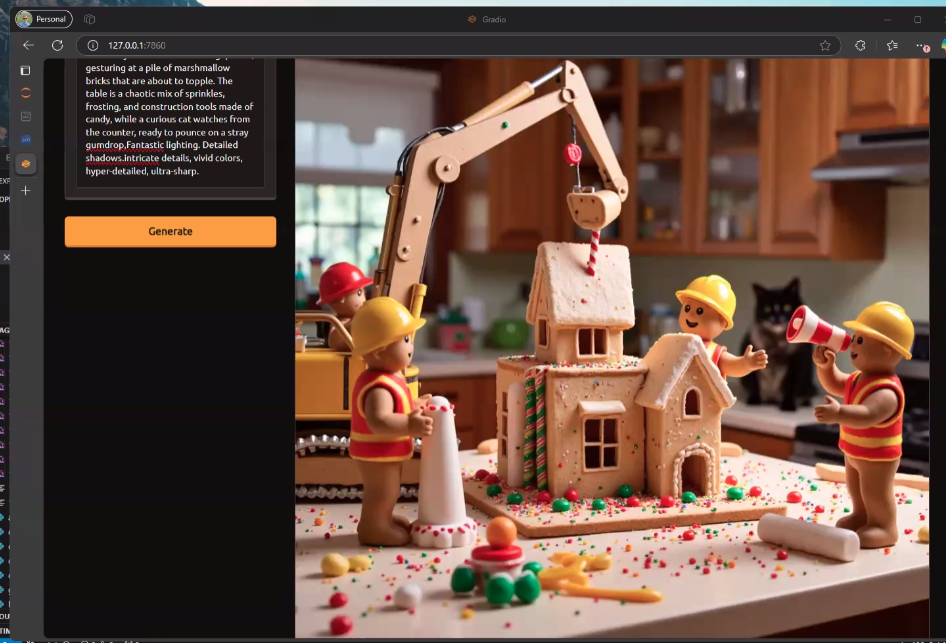 Personal
Gradio
127.0.0.1:7860
gesturing at a pile of marshmallow
bricks that are about to topple. The
table is a chaotic mix of sprinkles,
frosting, and construction tools made of
candy, while a curious cat watches from
the counter, ready to pounce on a stray
gumdrop,Fantastic lighting. Detailed
shadows.intricate details, vivid colors,
hyper-detailed, ultra-sharp.
Generate